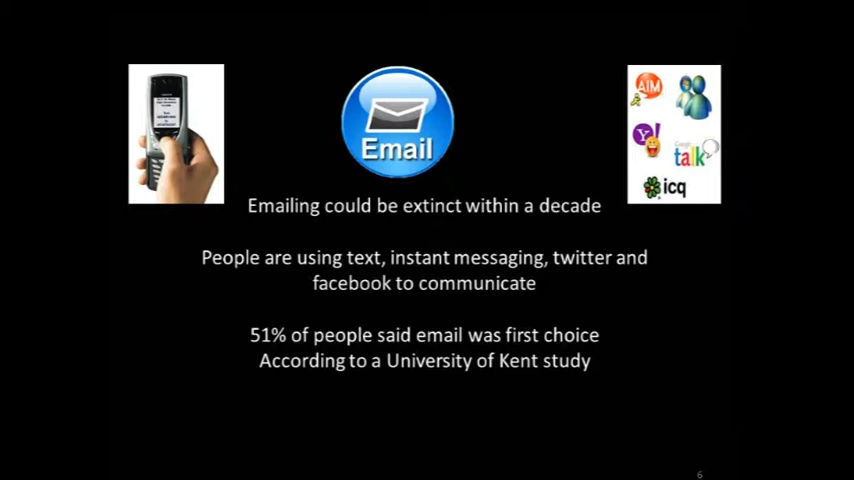 Email
AIM
Y!
Google
talk
icq
Emailing could be extinct within a decade
People are using text, instant messaging, twitter and
facebook to communicate
51% of people said email was first choice
According to a University of Kent study
6